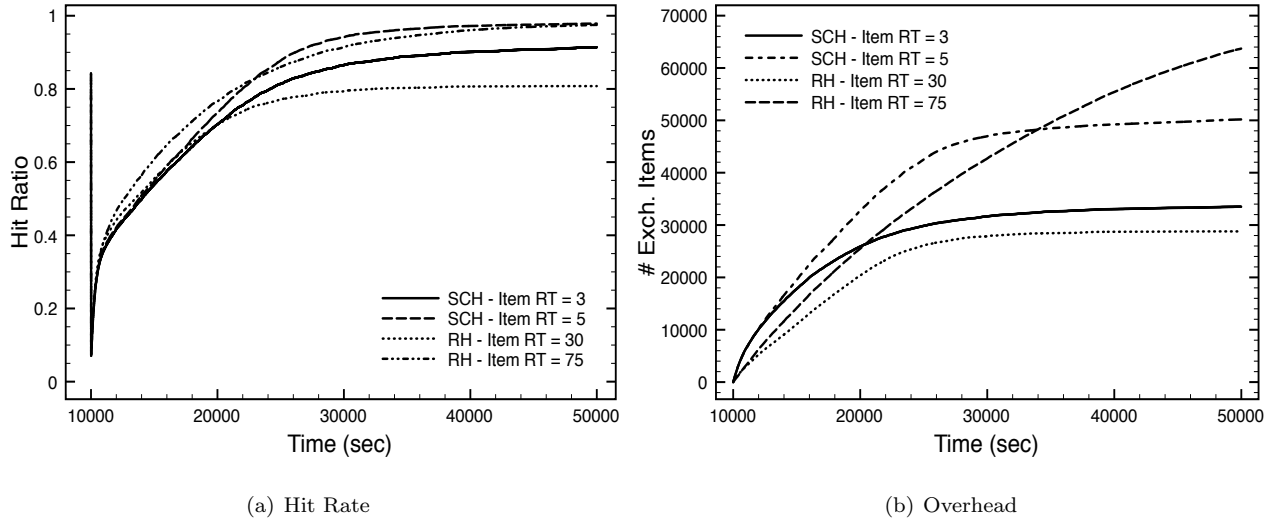 1
0.8
0.6
0.4
0.2
0
Hit Ratio
10000 20000 30000 40000 50000
Time (sec)
SCH - Item RT = 3
SCH - Item RT = 5
RH - Item RT = 30
RH - Item RT = 75
(a) Hit Rate
70000
60000
50000
40000
30000
20000
10000
0
# Exch. Items
SCH - Item RT = 3
SCH - Item RT = 5
RH - Item RT = 30
RH - Item RT = 75
10000 20000 30000 40000 50000
Time (sec)
(b) Overhead